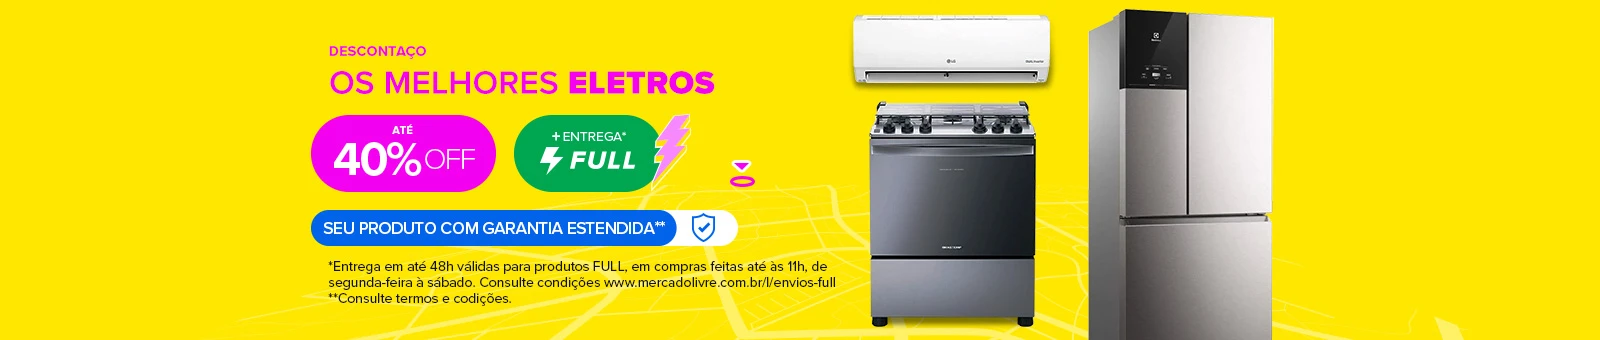 DESCONTAÇO
OS MELHORES ELETROS
ATÉ
40% OFF
+ ENTREGA*
FULL
SEU PRODUTO COM GARANTIA ESTENDIDA**
*Entrega em até 48h válidas para produtos FULL, em compras feitas até às 11h, de
segunda-feira à sábado. Consulte condições www.mercadolivre.com.br/l/envios-full
**Consulte termos e codições.
LG